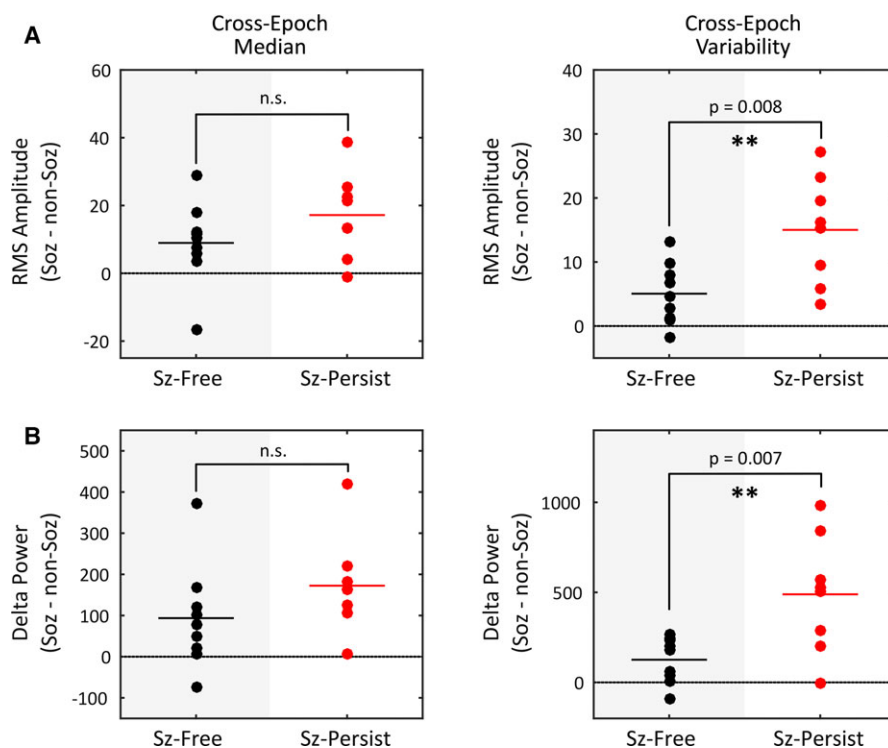 A
Cross-Epoch
Median
RMS Amplitude
(Soz - non-Soz)
60
40
20
0
-20
n.s.
Sz-Free
Sz-Persist
Cross-Epoch
Variability
RMS Amplitude
(Soz - non-Soz)
40
30
20
10
0
p = 0.008
**
Sz-Free
Sz-Persist
B
Delta Power
(Soz - non-Soz)
500
400
300
200
100
0
-100
n.s.
Sz-Free
Sz-Persist
Delta Power
(Soz - non-Soz)
1000
500
0
p = 0.007
**
Sz-Free
Sz-Persist